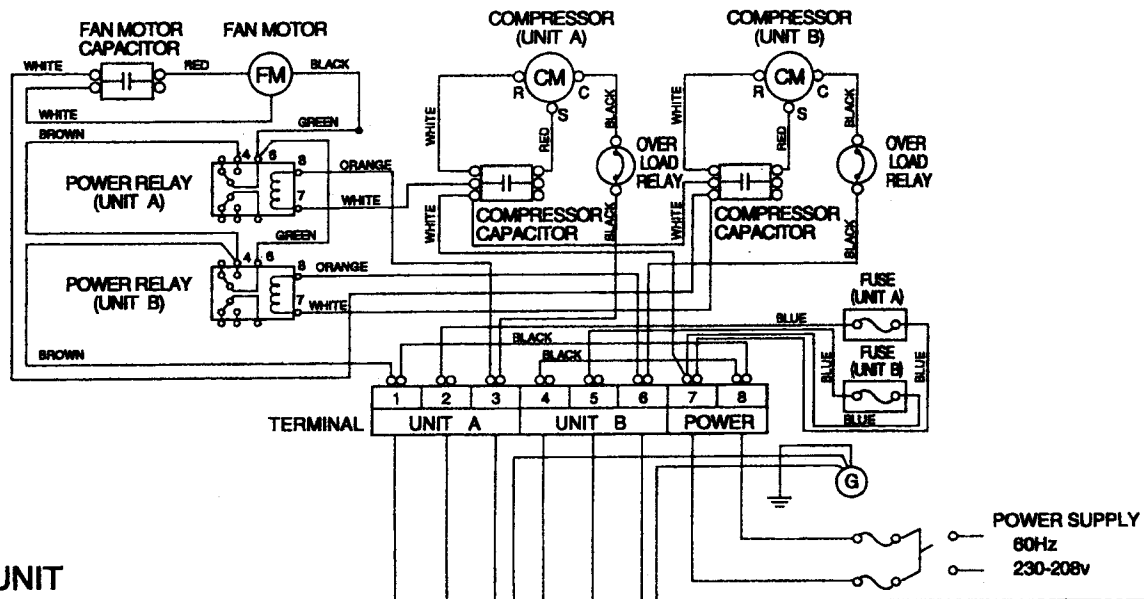 FAN MOTOR
CAPACITOR
FAN MOTOR
COMPRESSOR
(UNIT A)
COMPRESSOR
(UNIT B)
WHITE
RED
FM
BLACK
WHITE
GREEN
BROWN
CM
R
C
S
WHITE
RED
BLACK
OVER
LOAD
RELAY
BLACK
CM
R
C
S
WHITE
RED
BLACK
OVER
LOAD
RELAY
BLACK
4
6
8
7
ORANGE
WHITE
POWER RELAY
(UNIT A)
COMPRESSOR
CAPACITOR
WHITE
COMPRESSOR
CAPACITOR
WHITE
GREEN
4
6
8
7
ORANGE
WHITE
POWER RELAY
(UNIT B)
FUSE
(UNIT A)
BLUE
BLACK
BLACK
BROWN
FUSE
(UNIT B)
BLUE
BLUE
BLUE
1
2
3
4
5
6
7
8
TERMINAL
UNIT A
UNIT B
POWER
G
POWER SUPPLY
60Hz
230-208v
UNIT